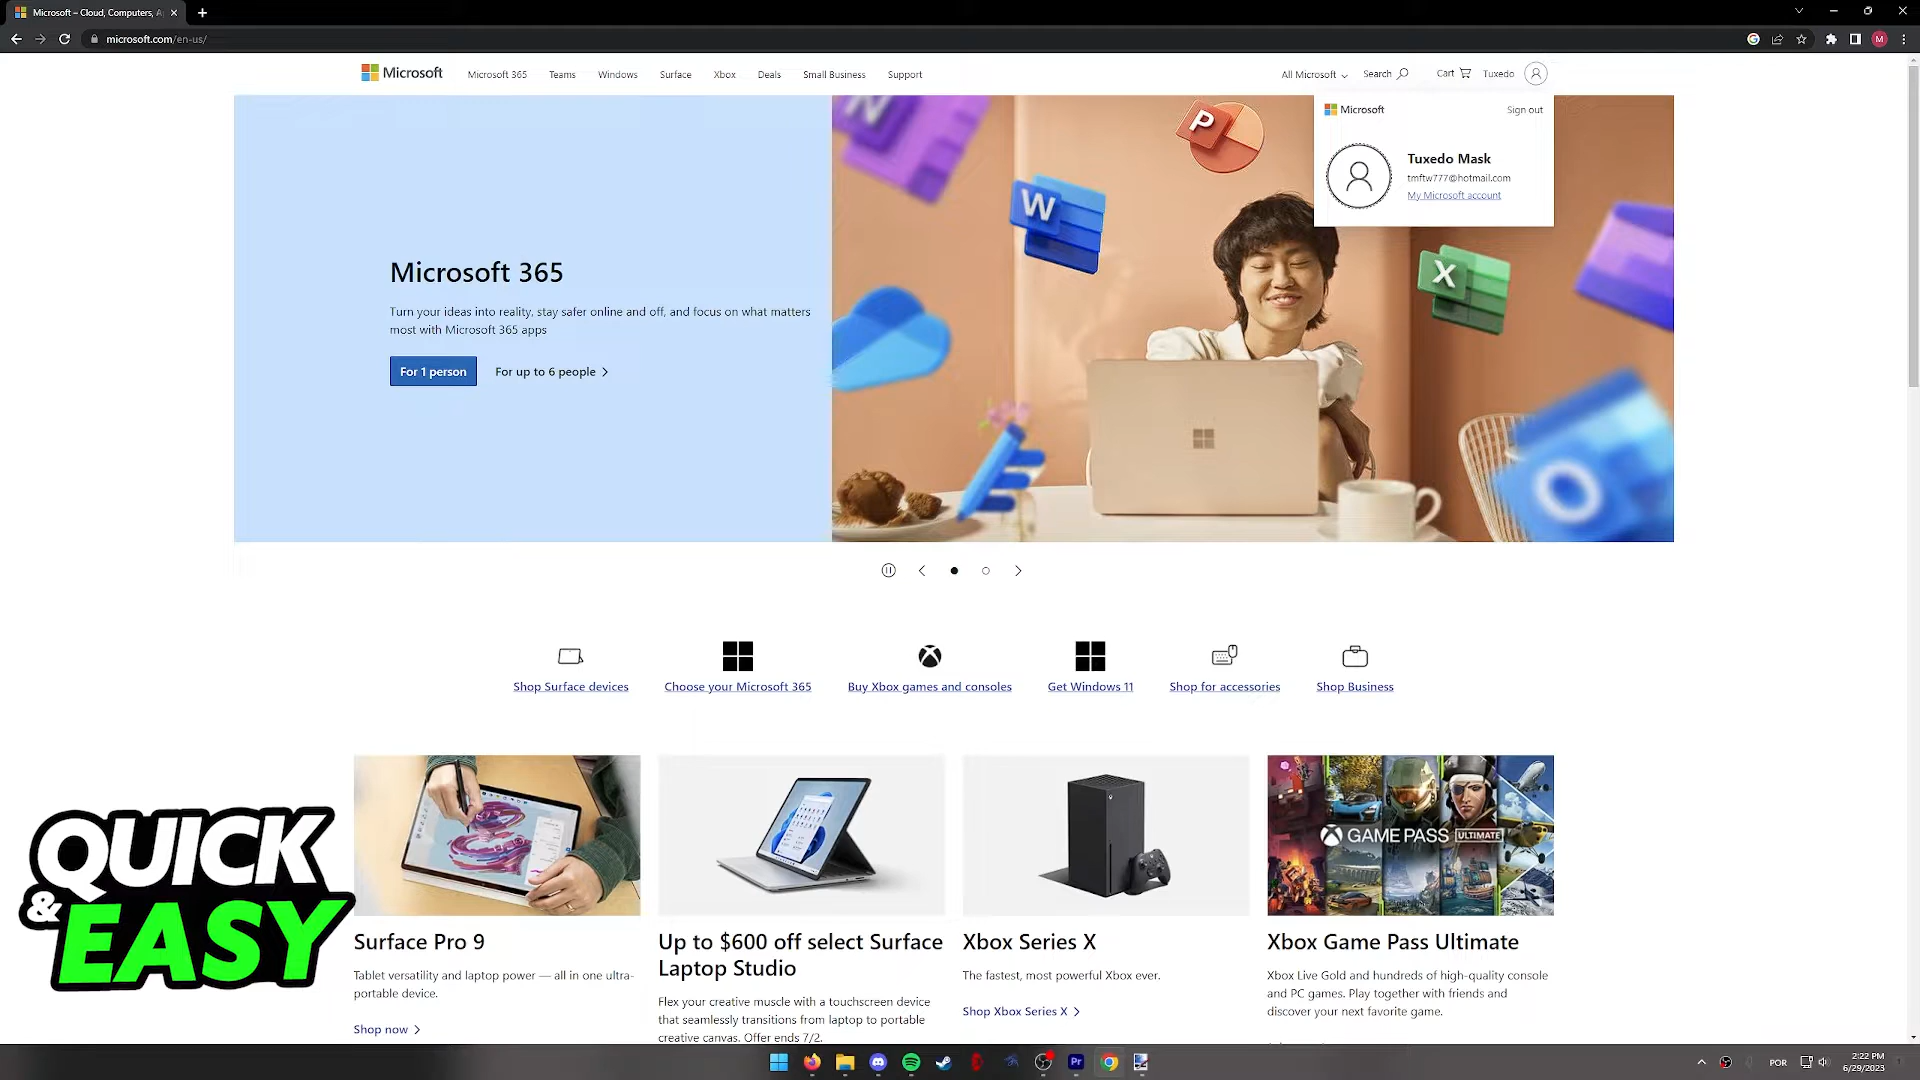 Microsoft – Cloud, Computers, A
microsoft.com/en-us/
M
Microsoft
Microsoft 365
Teams
Windows
Surface
Xbox
Deals
Small Business
Support
All Microsoft
Search
Cart
Tuxedo
Microsoft
Sign out
Tuxedo Mask
tmftw777@hotmail.com
My Microsoft account
N
P
W
X
O
Microsoft 365
Turn your ideas into reality, stay safer online and off, and focus on what matters
most with Microsoft 365 apps
For 1 person
For up to 6 people
Shop Surface devices
Choose your Microsoft 365
Buy Xbox games and consoles
Get Windows 11
Shop for accessories
Shop Business
GAME PASS ULTIMATE
QUICK
& EASY
Surface Pro 9
Tablet versatility and laptop power — all in one ultra-
portable device.
Shop now
Up to $600 off select Surface
Laptop Studio
Flex your creative muscle with a touchscreen device
that seamlessly transitions from laptop to portable
creative canvas. Offer ends 7/2.
Xbox Series X
The fastest, most powerful Xbox ever.
Shop Xbox Series X
Xbox Game Pass Ultimate
Xbox Live Gold and hundreds of high-quality console
and PC games. Play together with friends and
discover your next favorite game.
Pr
POR
2:22 PM
6/29/2023